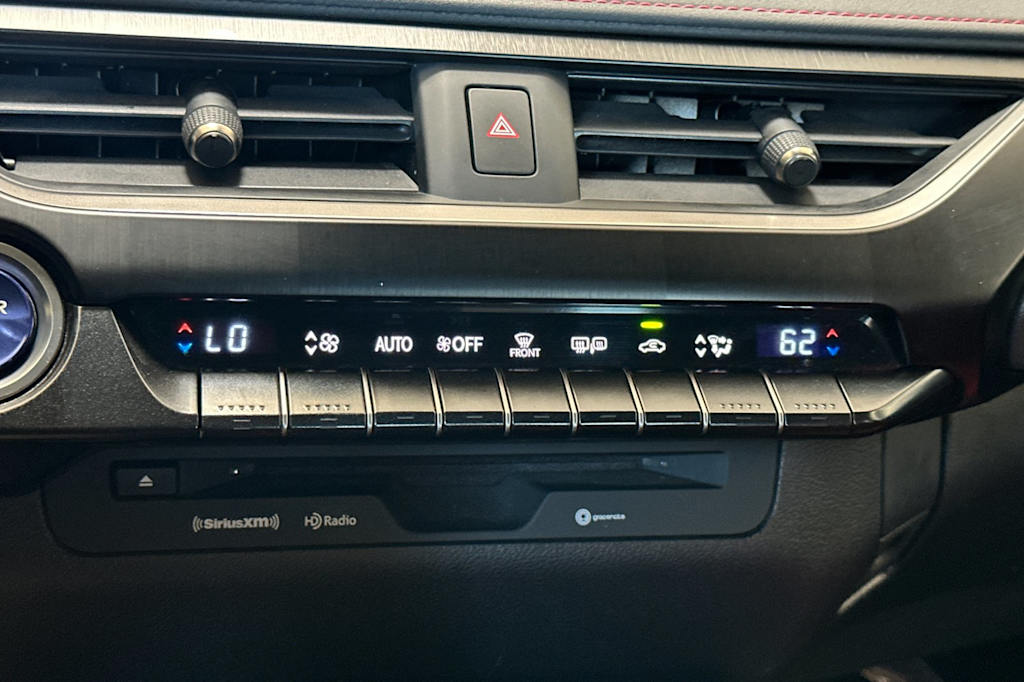 R
LO
AUTO
OFF
FRONT
62
SiriusXM
HD Radio
gracenote